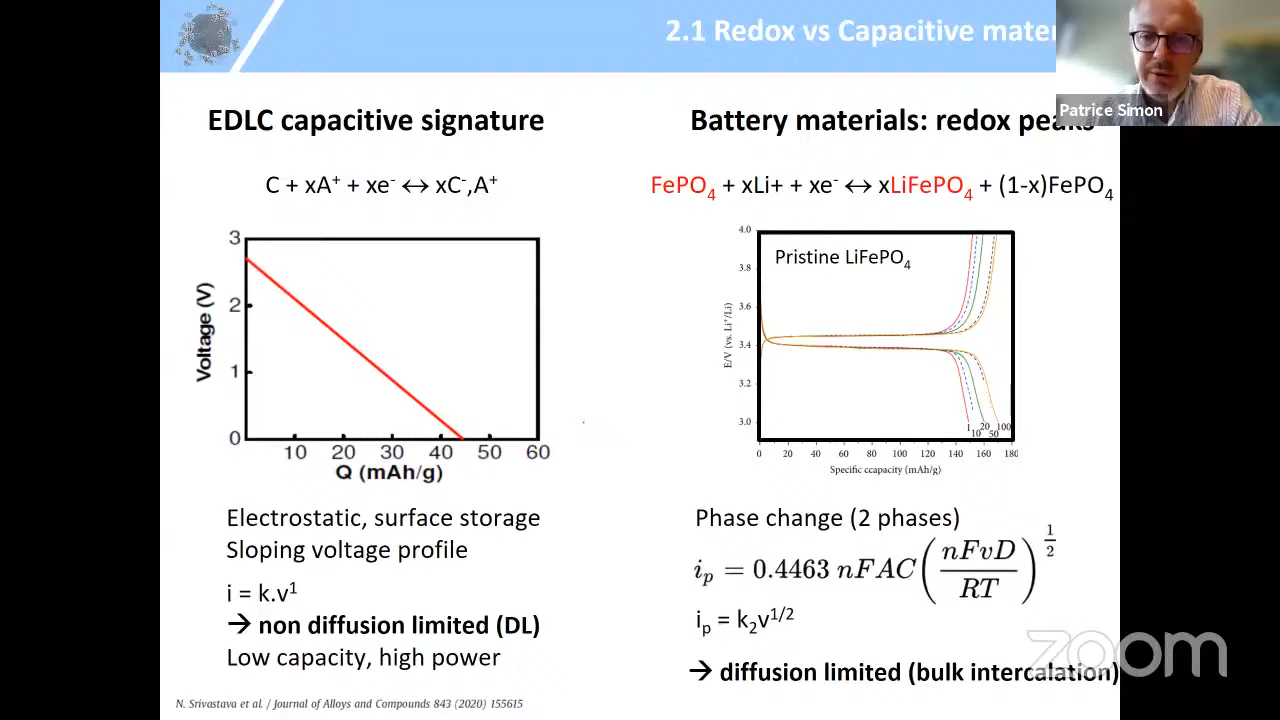 2.1 Redox vs Capacitive mater
Patrice Simon
EDLC capacitive signature
C + xA⁺ + xe⁻ ↔ xC⁻,A⁺
3
2
1
0
Voltage (V)
10 20 30 40 50 60
Q (mAh/g)
Electrostatic, surface storage
Sloping voltage profile
i = k.v¹
→ non diffusion limited (DL)
Low capacity, high power
Battery materials: redox peaks
FePO₄ + xLi+ + xe⁻ ↔ xLiFePO₄ + (1-x)FePO₄
Pristine LiFePO₄
4.0
3.8
3.6
3.4
3.2
3.0
E/V (vs. Li⁺/Li)
1 10 20 50 100
0 20 40 60 80 100 120 140 160 180
Specific ccapacity (mAh/g)
Phase change (2 phases)
iₚ = 0.4463 nFAC(nFvD/RT)^1/2
iₚ = k₂v¹ᐟ²
→ diffusion limited (bulk intercalation)
zoom
N. Srivastava et al. / Journal of Alloys and Compounds 843 (2020) 155615